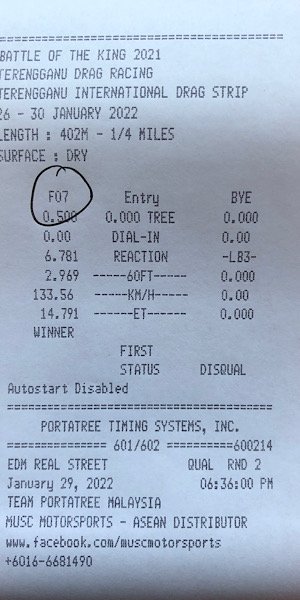 ========================================
BATTLE OF THE KING 2021
TERENGGANU DRAG RACING
TERENGGANU INTERNATIONAL DRAG STRIP
26 - 30 JANUARY 2022
LENGTH : 402M - 1/4 MILES
SURFACE : DRY
F07 Entry BYE
0.500 0.000 TREE 0.000
0.00 DIAL-IN 0.00
6.781 REACTION -LB3-
2.969 ------60FT------ 0.000
133.56 ------KM/H------ 0.00
14.791 ------ET------ 0.000
WINNER
FIRST
STATUS DISQUAL
Autostart Disabled
========================================
PORTATREE TIMING SYSTEMS, INC.
=============== 601/602 ==========600214
EDM REAL STREET QUAL RND 2
January 29, 2022 06:36:00 PM
TEAM PORTATREE MALAYSIA
MUSC MOTORSPORTS - ASEAN DISTRIBUTOR
www.facebook.com/muscmotorsports
+6016-6681490